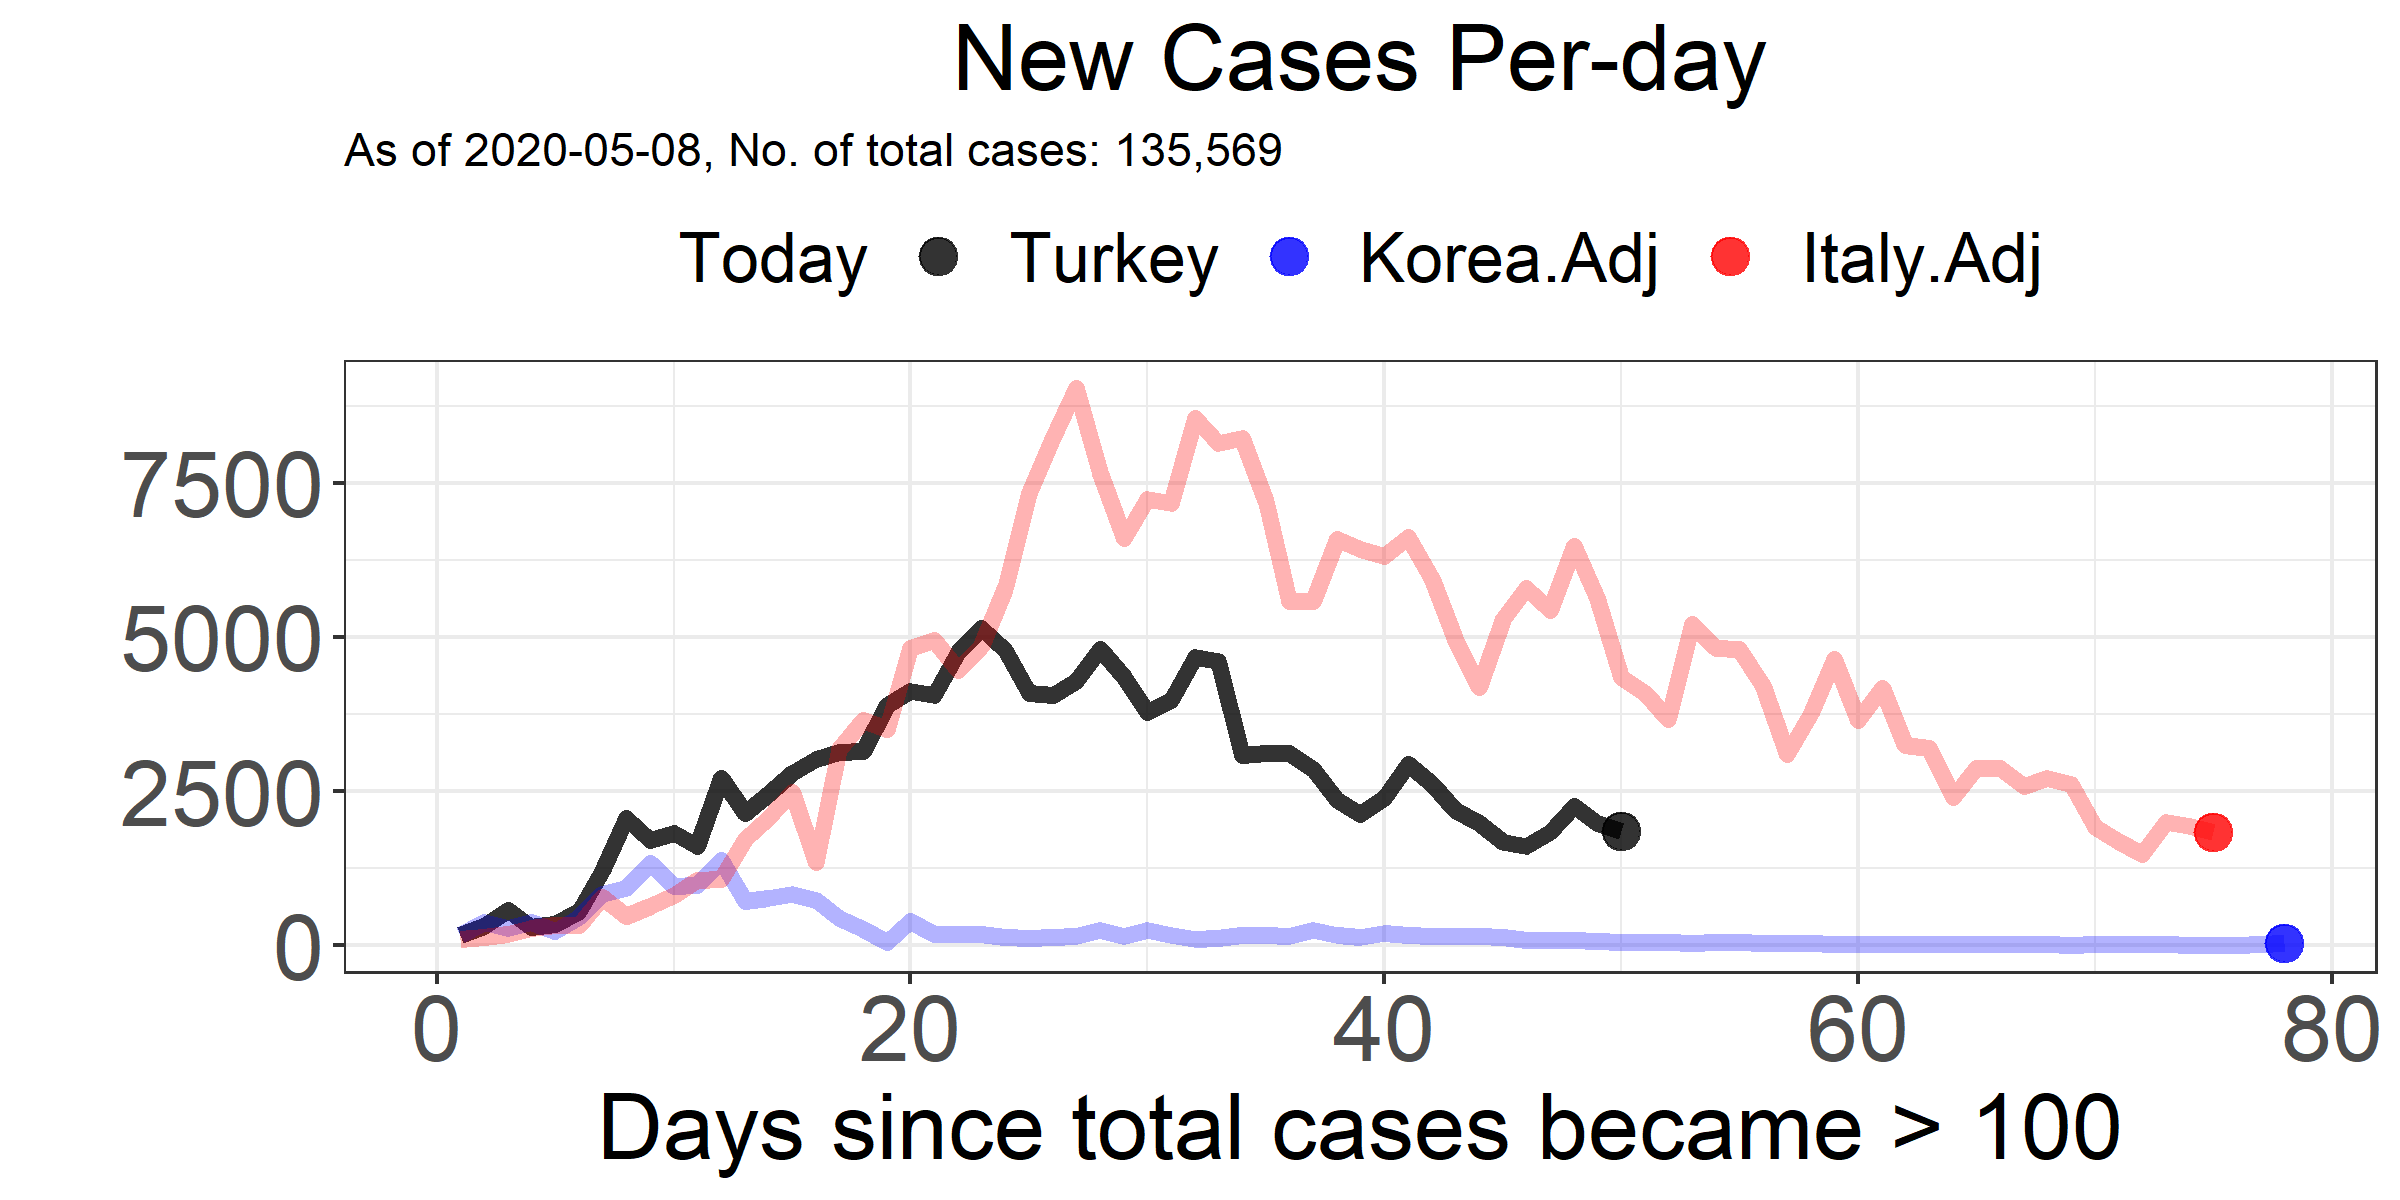 New Cases Per-day
As of 2020-05-08, No. of total cases: 135,569
Today Turkey Korea.Adj Italy.Adj
7500
5000
2500
0
0 20 40 60 80
Days since total cases became > 100